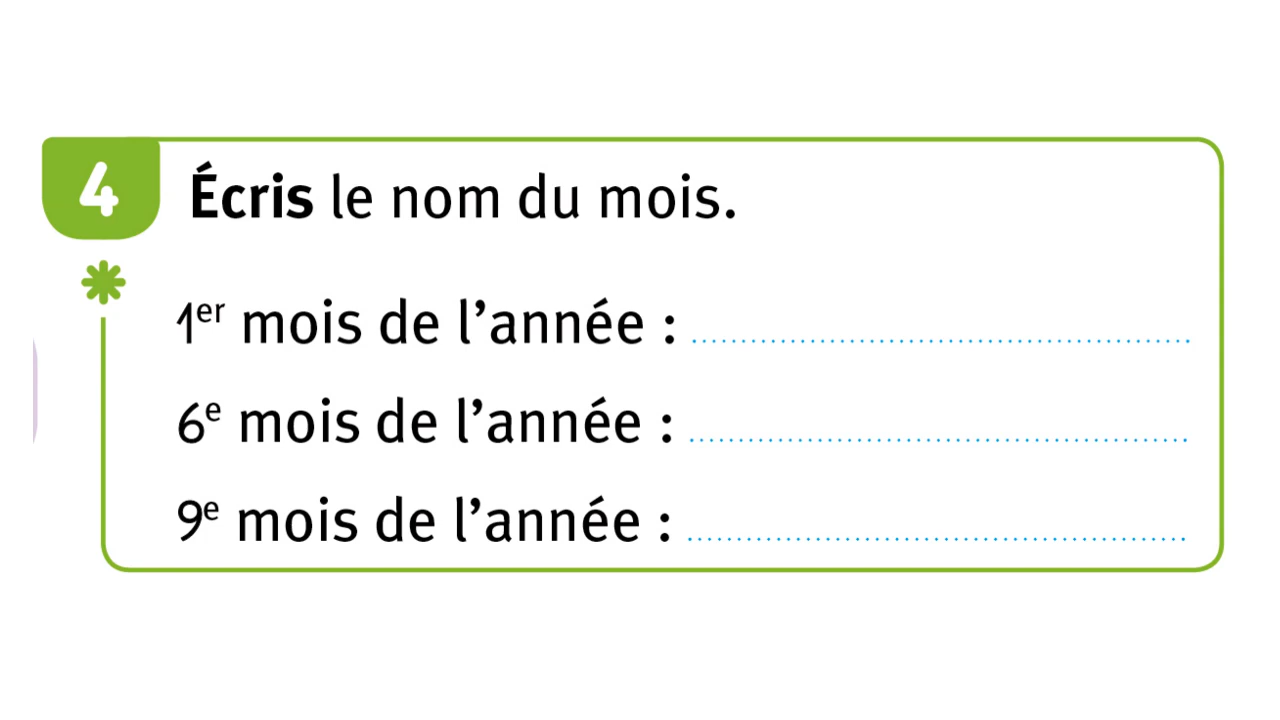 4 Écris le nom du mois.
1er mois de l'année : ....................
6e mois de l'année : ....................
9e mois de l'année : ....................